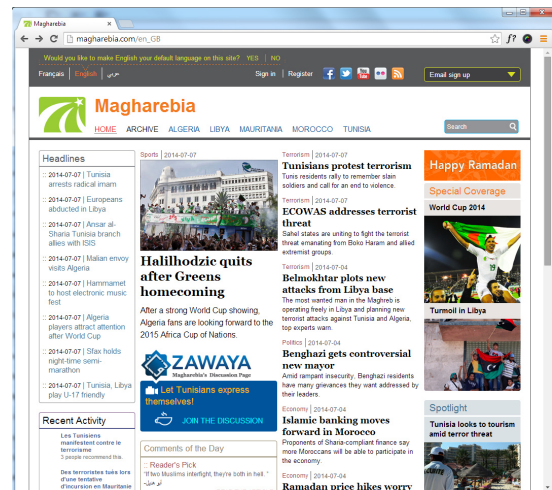 Magharebia
magharebia.com/en_GB
Would you like to make English your default language on this site? YES | NO
Français | English | عربي
Sign in | Register
Email sign up
Magharebia
HOME ARCHIVE ALGERIA LIBYA MAURITANIA MOROCCO TUNISIA
Search
Headlines
:: 2014-07-07 | Tunisia
arrests radical imam
:: 2014-07-07 | Europeans
abducted in Libya
:: 2014-07-07 | Ansar al-
Sharia Tunisia branch
allies with ISIS
:: 2014-07-07 | Malian envoy
visits Algeria
:: 2014-07-07 | Hammamet
to host electronic music
fest
:: 2014-07-07 | Algeria
players attract attention
after World Cup
:: 2014-07-07 | Sfax holds
night-time semi-
marathon
:: 2014-07-07 | Tunisia, Libya
play U-17 friendly
Recent Activity
Les Tunisiens
manifestent contre le
terrorisme
3 people recommend this.
Des terroristes tués lors
d'une tentative
d'incursion en Mauritanie
Sports | 2014-07-07
Halilhodzic quits
after Greens
homecoming
After a strong World Cup showing,
Algeria fans are looking forward to the
2015 Africa Cup of Nations.
ZAWAYA
Magharebia's Discussion Page
Let Tunisians express
themselves!
JOIN THE DISCUSSION
Comments of the Day
:: Reader's Pick
"If two Muslims interfight, they're both in hell. "
Terrorism | 2014-07-07
Tunisians protest terrorism
Tunis residents rally to remember slain
soldiers and call for an end to violence.
Terrorism | 2014-07-07
ECOWAS addresses terrorist
threat
Sahel states are uniting to fight the terrorist
threat emanating from Boko Haram and allied
extremist groups.
Terrorism | 2014-07-04
Belmokhtar plots new
attacks from Libya base
The most wanted man in the Maghreb is
operating freely in Libya and planning new
terrorist attacks against Tunisia and Algeria,
top experts warn.
Politics | 2014-07-04
Benghazi gets controversial
new mayor
Amid rampant insecurity, Benghazi residents
have many grievances they want addressed by
their leaders.
Economy | 2014-07-04
Islamic banking moves
forward in Morocco
Proponents of Sharia-compliant finance say
more Moroccans will be able to participate in
the economy.
Economy | 2014-07-04
Ramadan price hikes worry
Happy Ramadan
Special Coverage
World Cup 2014
Turmoil in Libya
Spotlight
Tunisia looks to tourism
amid terror threat